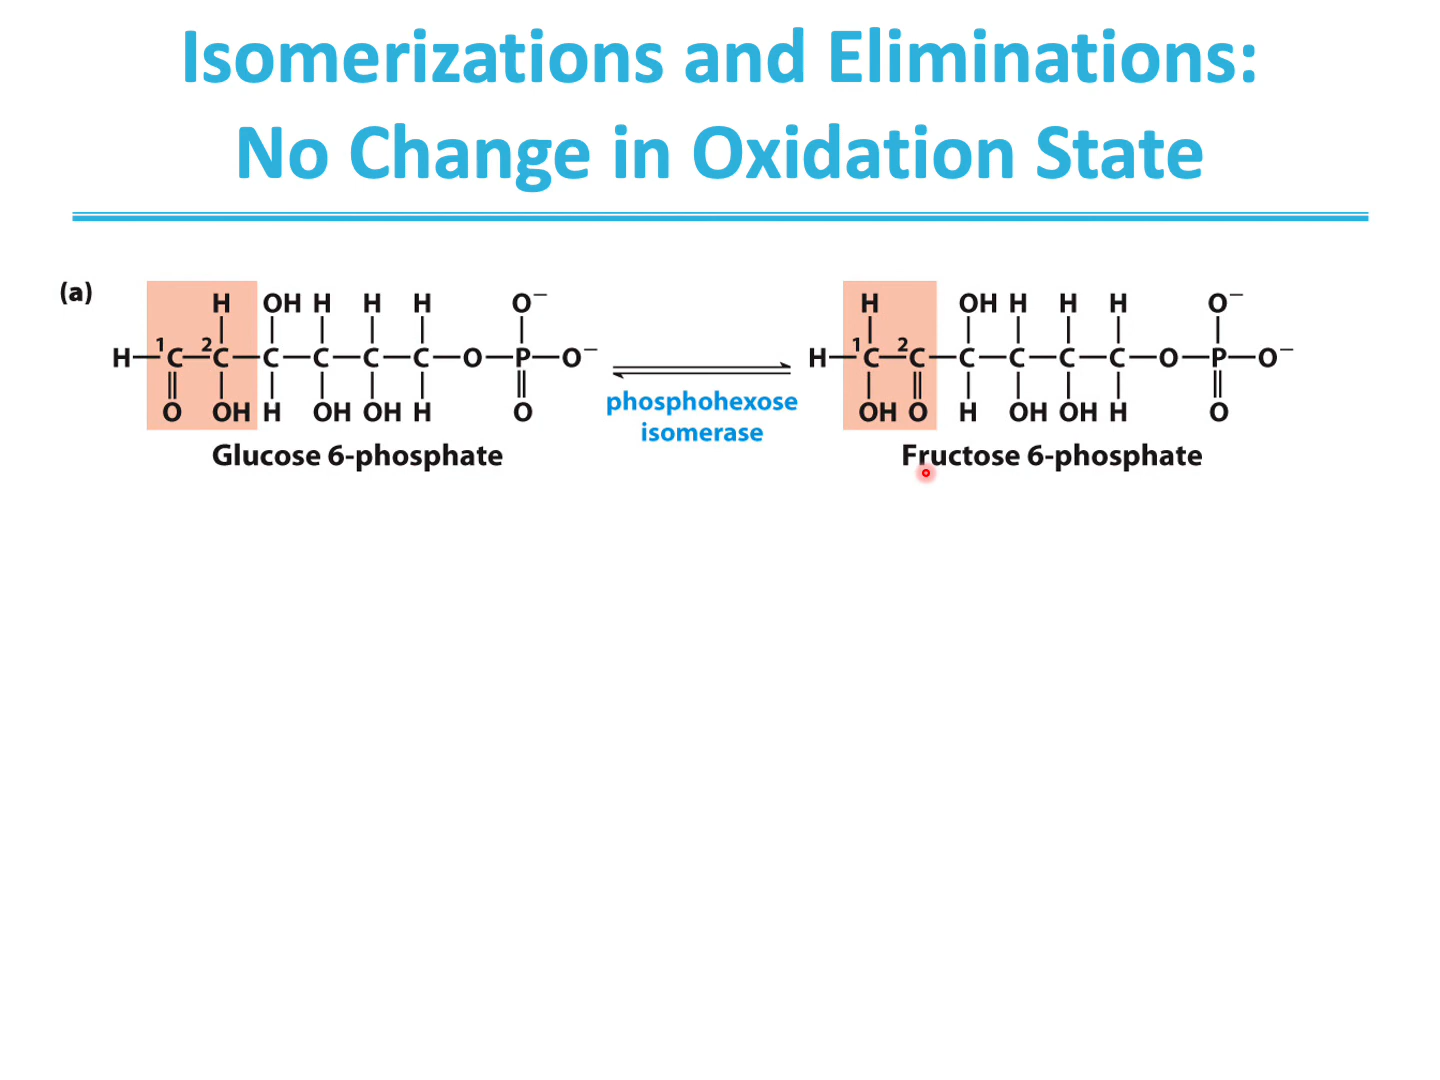 Isomerizations and Eliminations:
No Change in Oxidation State
(a)
H OH H H H O⁻
H—¹C—²C—C—C—C—C—O—P—O⁻
O OH H OH OH H O
Glucose 6-phosphate
phosphohexose
isomerase
H OH H H H O⁻
H—¹C—²C—C—C—C—C—O—P—O⁻
OH O H OH OH H O
Fructose 6-phosphate